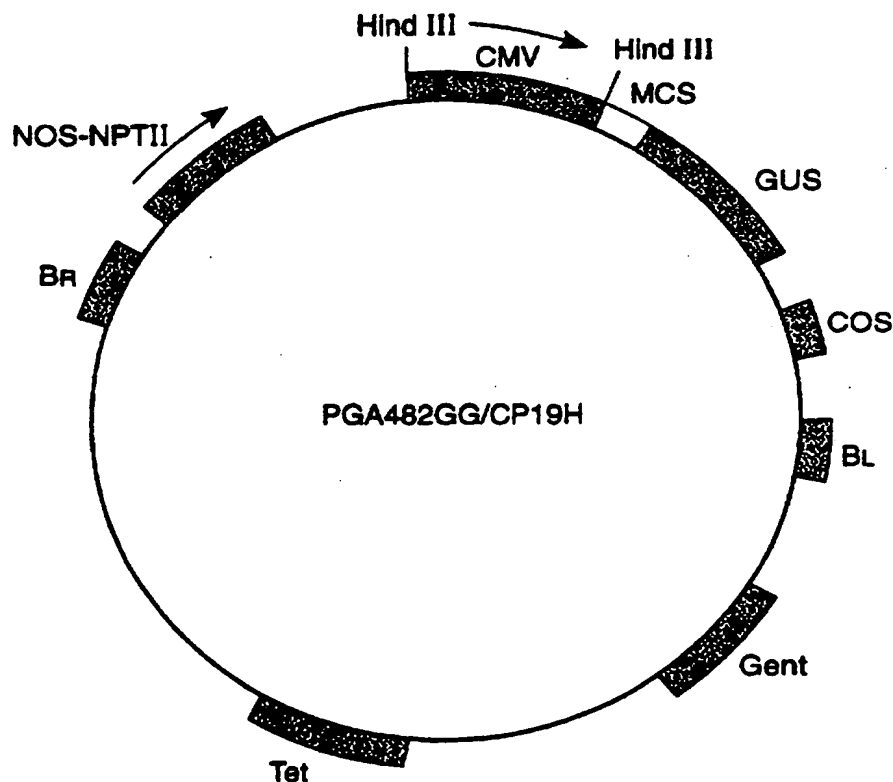 Hind III
CMV
Hind III
MCS
NOS-NPTII
GUS
BR
COS
PGA482GG/CP19H
BL
Gent
Tet